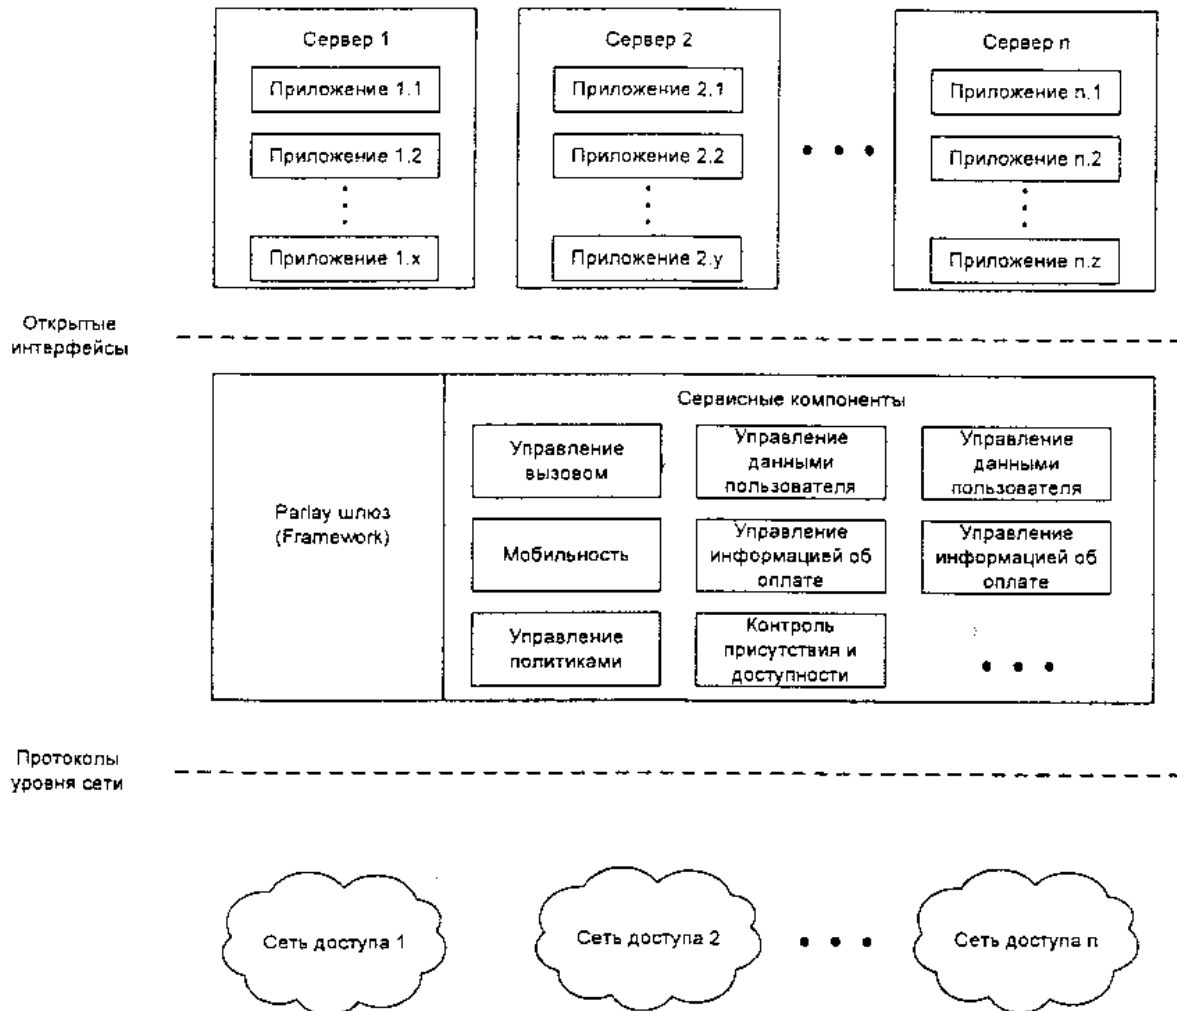 Сервер 1
Приложение 1.1
Приложение 1.2
Приложение 1.x
Сервер 2
Приложение 2.1
Приложение 2.2
Приложение 2.y
Сервер n
Приложение n.1
Приложение n.2
Приложение n.z
Открытые
интерфейсы
Parlay шлюз
(Framework)
Сервисные компоненты
Управление
вызовом
Управление
данными
пользователя
Управление
данными
пользователя
Мобильность
Управление
информацией об
оплате
Управление
информацией об
оплате
Управление
политиками
Контроль
присутствия и
доступности
Протоколы
уровня сети
Сеть доступа 1
Сеть доступа 2
Сеть доступа n